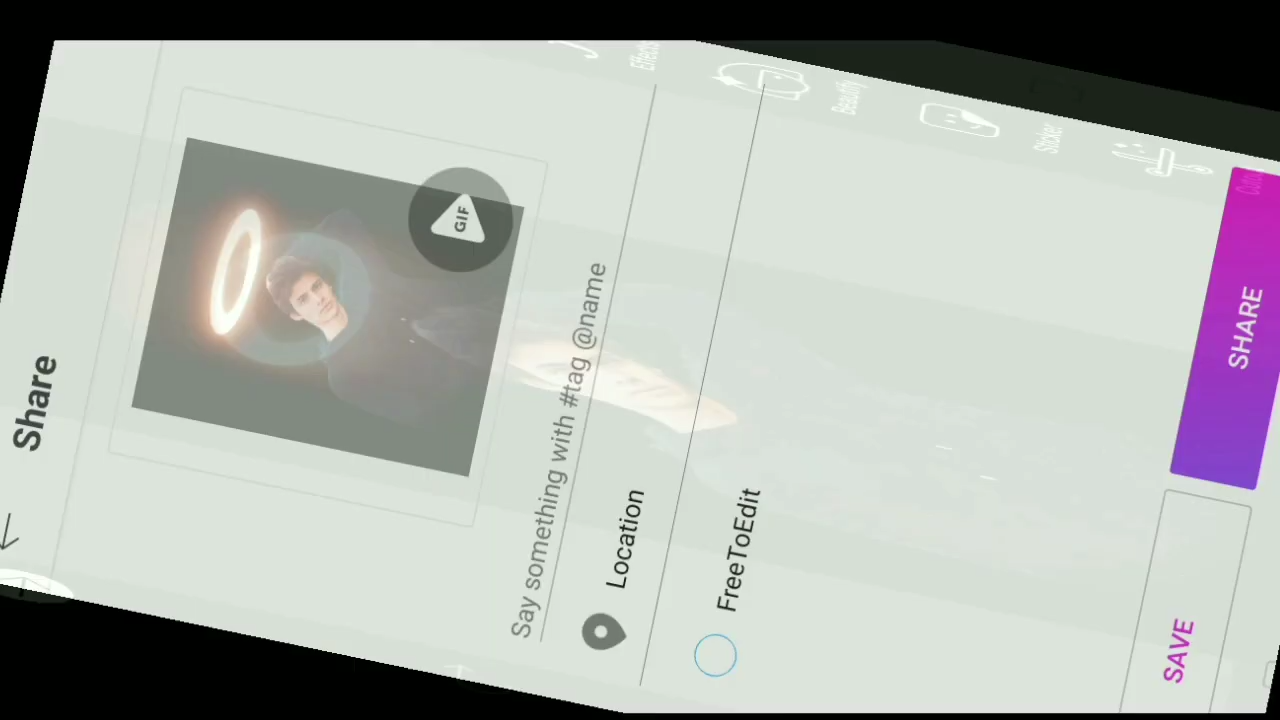 Share
GIF
Say something with #tag @name
Location
FreeToEdit
SAVE
SHARE
Effects
Beautify
Sticker